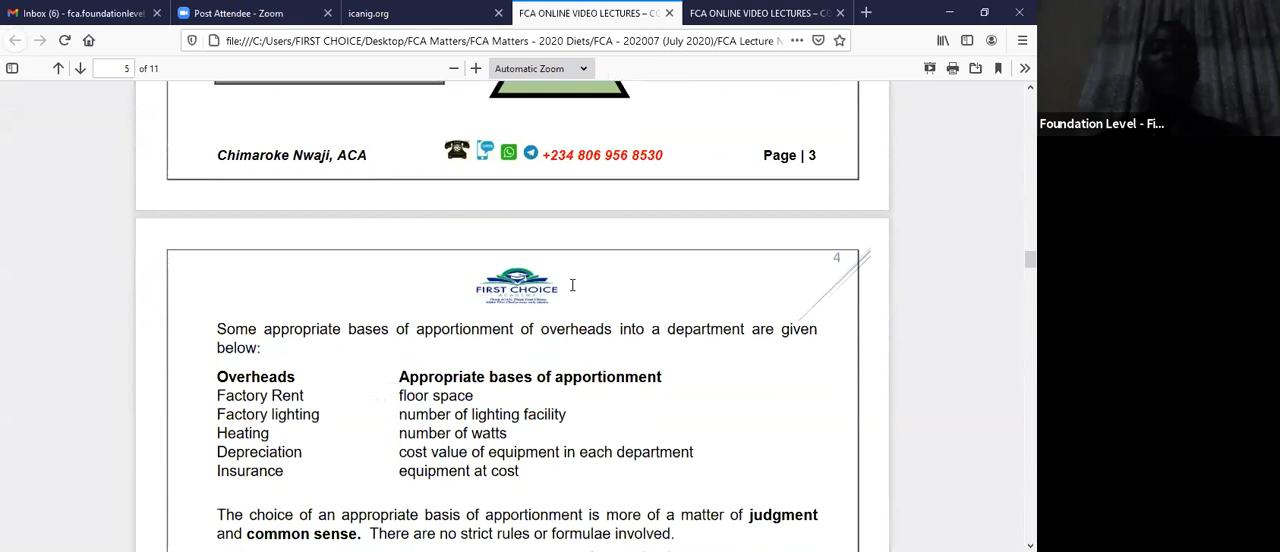 Inbox (6) - fca.foundationlevel
Post Attendee - Zoom
icanig.org
FCA ONLINE VIDEO LECTURES – CC
FCA ONLINE VIDEO LECTURES – CC
file:///C:/Users/FIRST CHOICE/Desktop/FCA Matters/FCA Matters - 2020 Diets/FCA - 202007 (July 2020)/FCA Lecture N
5 of 11
Automatic Zoom
Foundation Level - Fi...
Chimaroke Nwaji, ACA +234 806 956 8530 Page | 3
4
FIRST CHOICE
Some appropriate bases of apportionment of overheads into a department are given
below:
Overheads Appropriate bases of apportionment
Factory Rent floor space
Factory lighting number of lighting facility
Heating number of watts
Depreciation cost value of equipment in each department
Insurance equipment at cost
The choice of an appropriate basis of apportionment is more of a matter of judgment
and common sense. There are no strict rules or formulae involved.